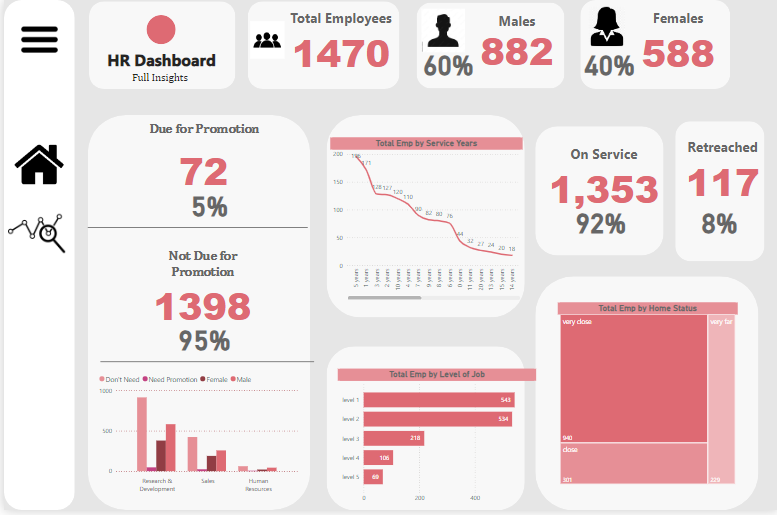 HR Dashboard
Full Insights
Total Employees
1470
Males
60%
882
Females
40%
588
Due for Promotion
72
5%
Not Due for
Promotion
1398
95%
Don't Need Need Promotion Female Male
1000
500
0
Research &
Development
Sales
Human
Resources
Total Emp by Service Years
200
150
100
50
0
196
171
128
127
120
110
90
82
80
76
44
32
27
24
20
18
5 years
1 years
3 years
2 years
10 years
4 years
7 years
9 years
8 years
6 years
0 years
11 years
20 years
13 years
15 years
14 years
Total Emp by Level of Job
level 1
543
level 2
534
level 3
218
level 4
106
level 5
69
0
200
400
On Service
1,353
92%
Retreached
117
8%
Total Emp by Home Status
very close
940
close
301
very far
229